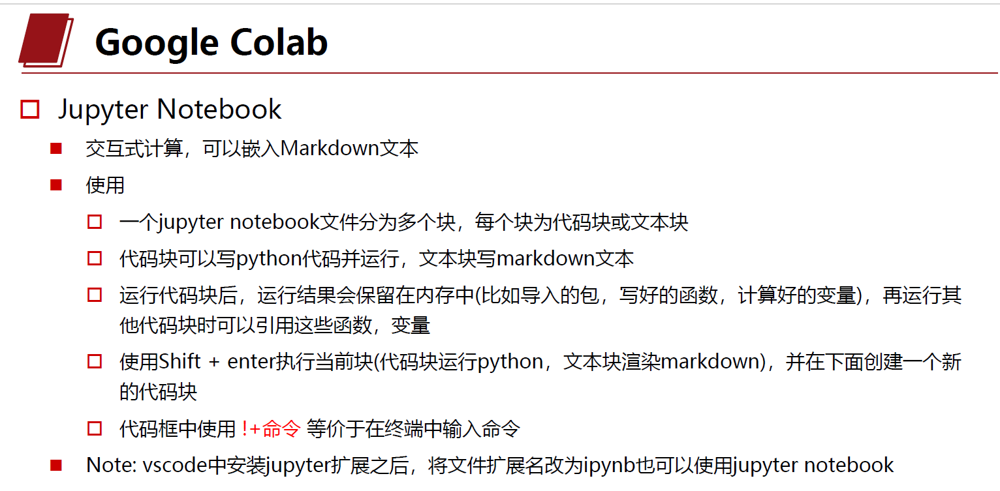 Google Colab
Jupyter Notebook
交互式计算，可以嵌入Markdown文本
使用
一个jupyter notebook文件分为多个块，每个块为代码块或文本块
代码块可以写python代码并运行，文本块写markdown文本
运行代码块后，运行结果会保留在内存中(比如导入的包，写好的函数，计算好的变量)，再运行其
他代码块时可以引用这些函数，变量
使用Shift + enter执行当前块(代码块运行python，文本块渲染markdown)，并在下面创建一个新
的代码块
代码框中使用 !+命令 等价于在终端中输入命令
Note: vscode中安装jupyter扩展之后，将文件扩展名改为ipynb也可以使用jupyter notebook